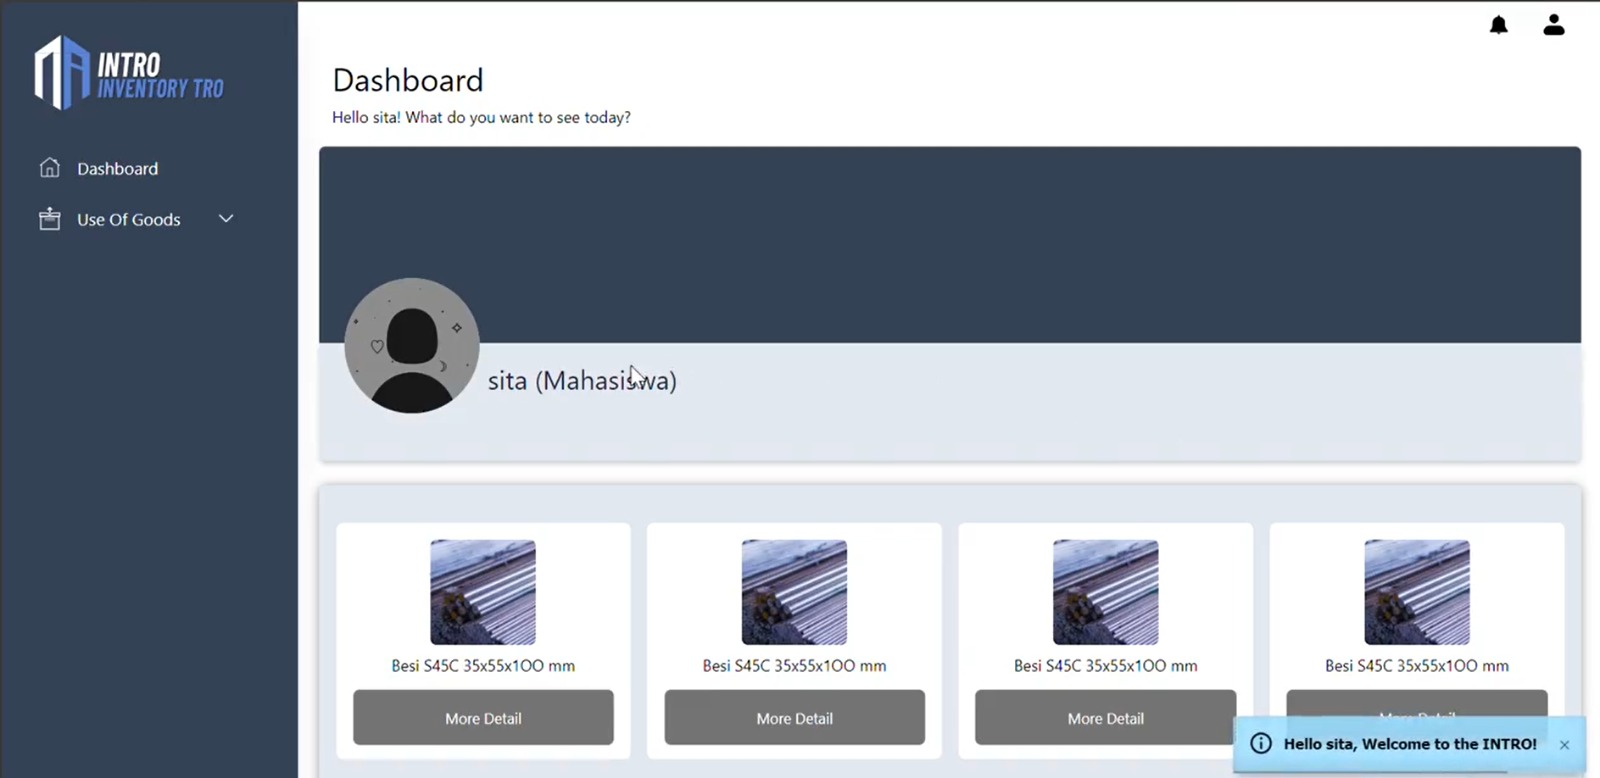 INTRO
INVENTORY TRO
Dashboard
Use Of Goods
Dashboard
Hello sita! What do you want to see today?
sita (Mahasiswa)
Besi S45C 35x55x100 mm
More Detail
Besi S45C 35x55x100 mm
More Detail
Besi S45C 35x55x100 mm
More Detail
Besi S45C 35x55x100 mm
More Detail
Hello sita, Welcome to the INTRO!